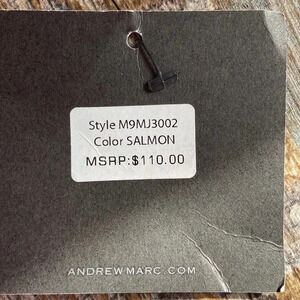 Style M9MJ3002
Color SALMON
MSRP:$110.00
ANDREWMARC.COM